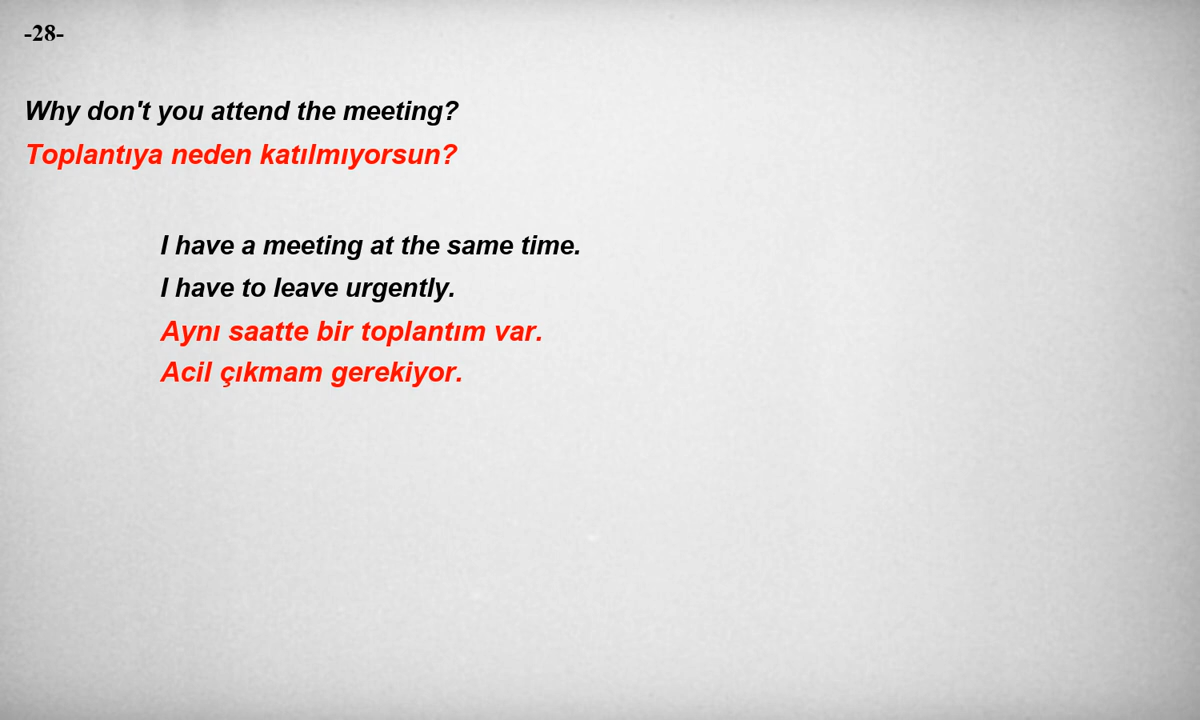 -28-
Why don't you attend the meeting?
Toplantıya neden katılmıyorsun?
I have a meeting at the same time.
I have to leave urgently.
Aynı saatte bir toplantım var.
Acil çıkmam gerekiyor.